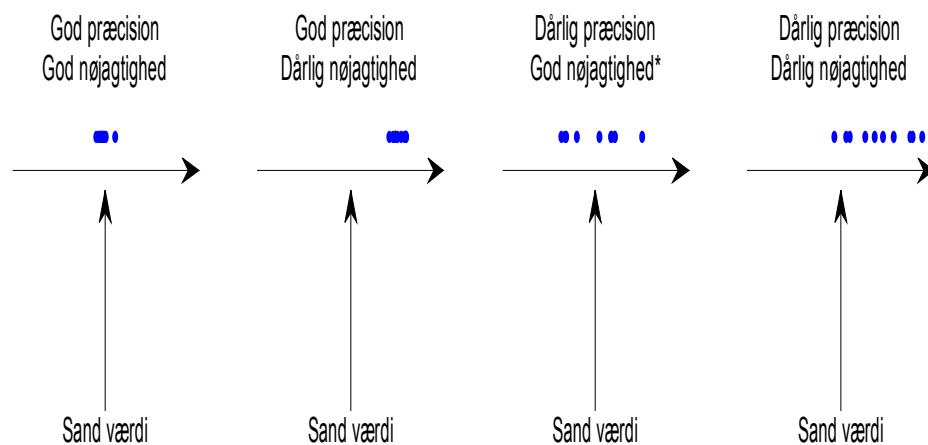 God præcision
God nøjagtighed
God præcision
Dårlig nøjagtighed
Dårlig præcision
God nøjagtighed*
Dårlig præcision
Dårlig nøjagtighed
Sand værdi
Sand værdi
Sand værdi
Sand værdi